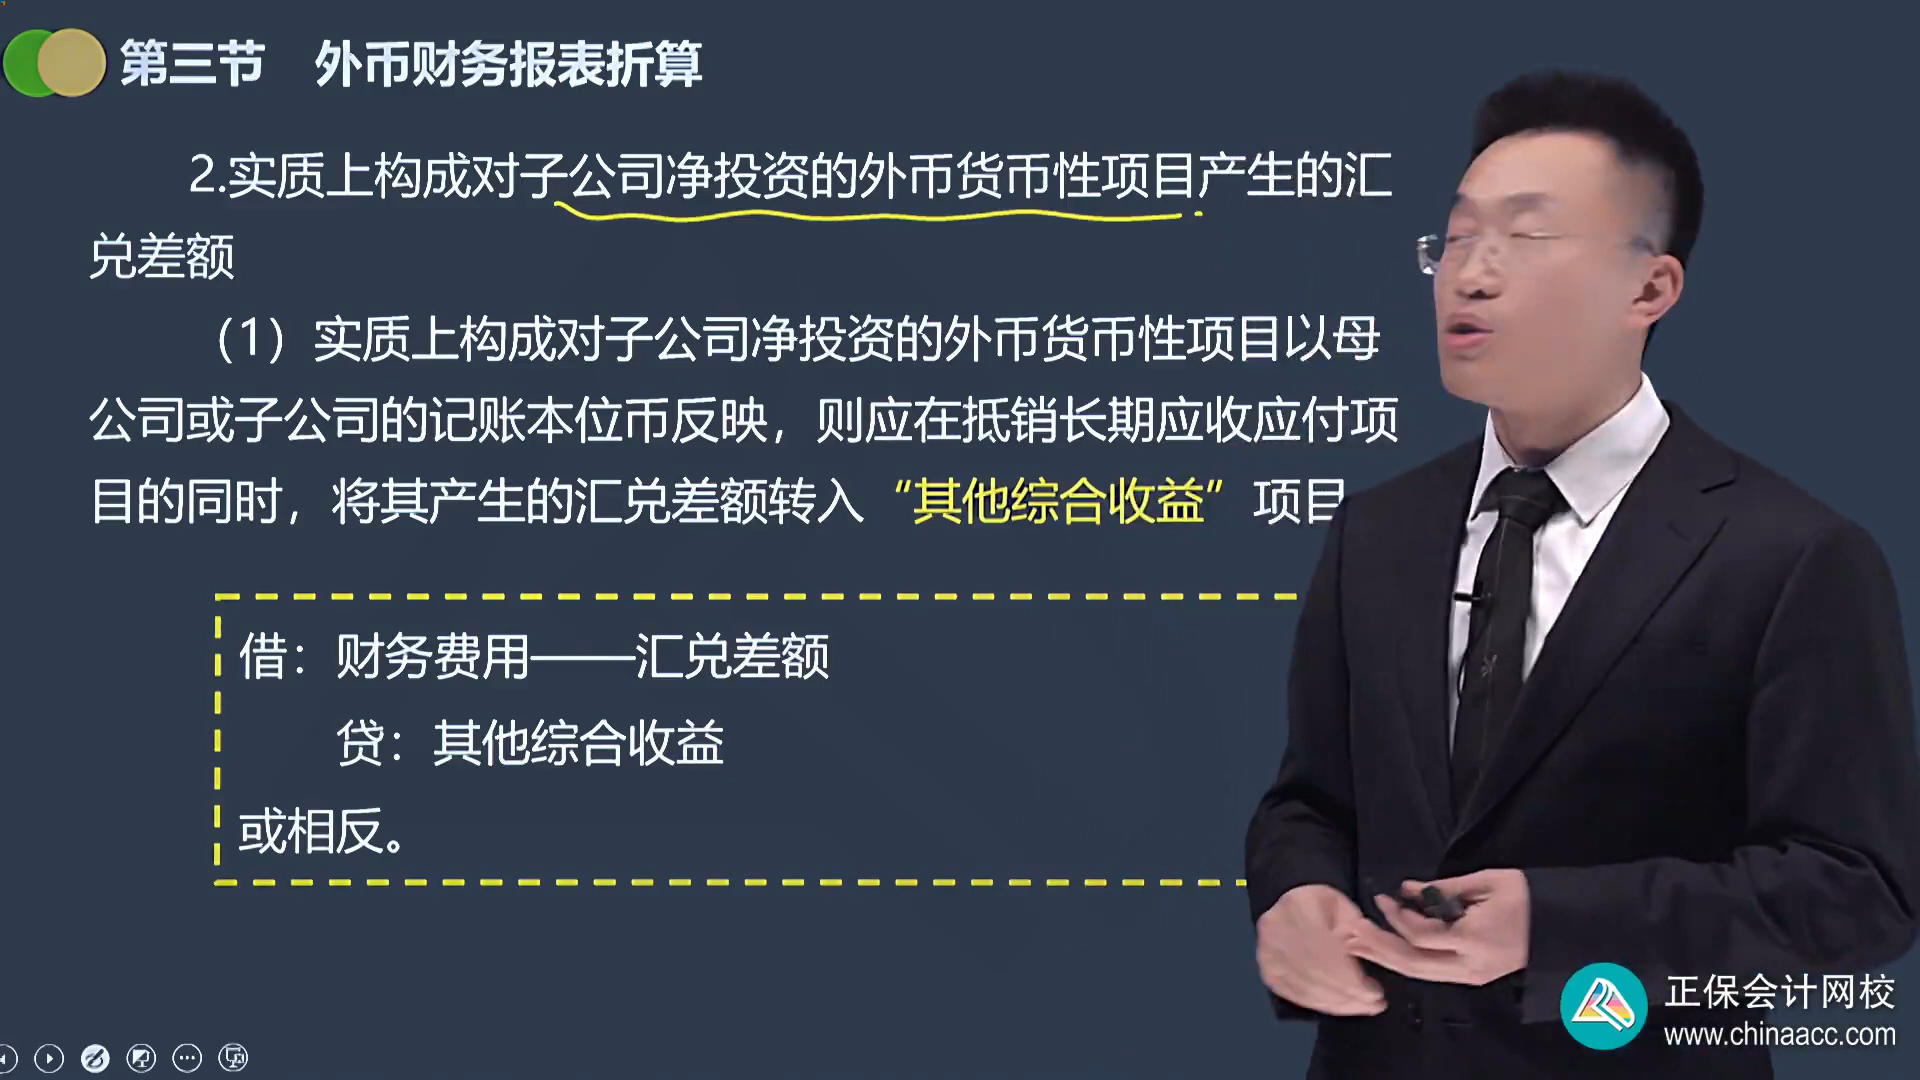 第三节 外币财务报表折算
2.实质上构成对子公司净投资的外币货币性项目产生的汇
兑差额
（1）实质上构成对子公司净投资的外币货币性项目以母
公司或子公司的记账本位币反映，则应在抵销长期应收应付项
目的同时，将其产生的汇兑差额转入“其他综合收益”项目
借：财务费用——汇兑差额
贷：其他综合收益
或相反。
正保会计网校
www.chinaacc.com